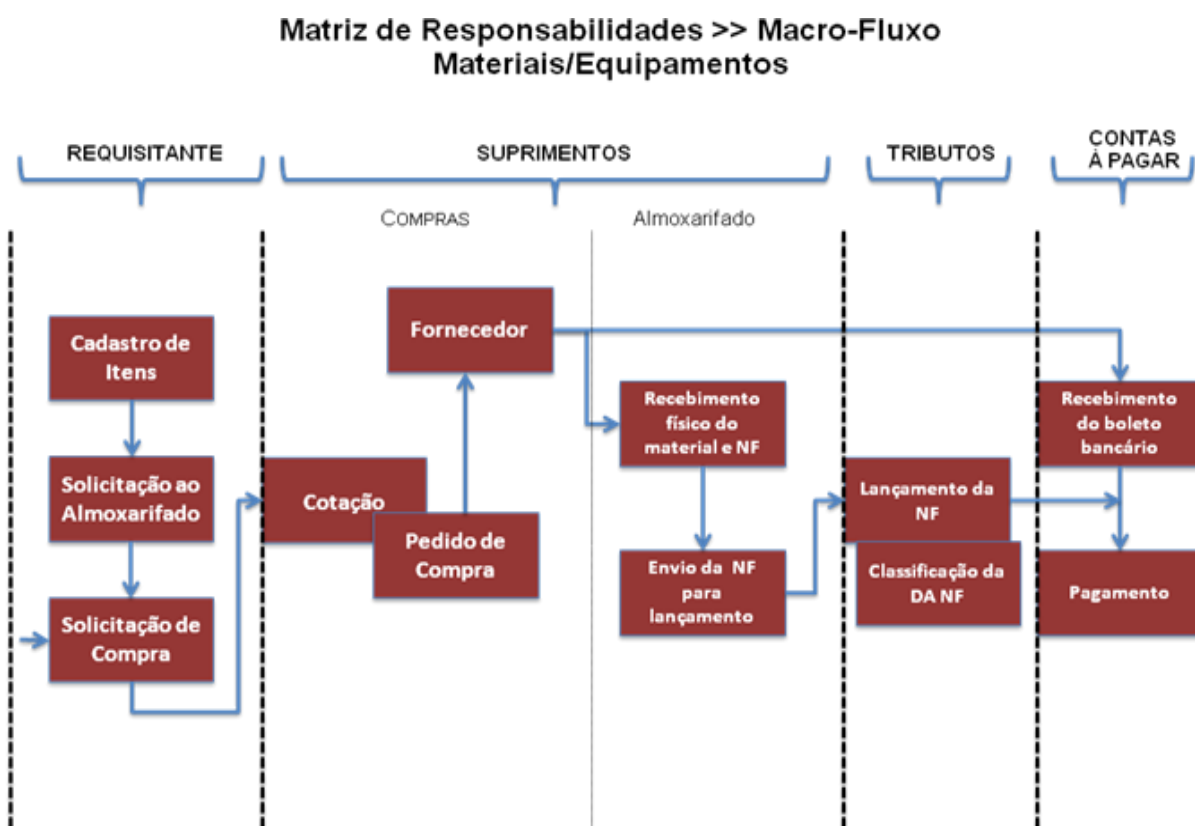 Matriz de Responsabilidades >> Macro-Fluxo
Materiais/Equipamentos
REQUISITANTE
SUPRIMENTOS
TRIBUTOS
CONTAS
À PAGAR
COMPRAS
Almoxarifado
Cadastro de
Itens
Solicitação ao
Almoxarifado
Solicitação de
Compra
Cotação
Pedido de
Compra
Fornecedor
Recebimento
físico do
material e NF
Envio da NF
para
lançamento
Lançamento da
NF
Classificação da
DA NF
Recebimento
do boleto
bancário
Pagamento